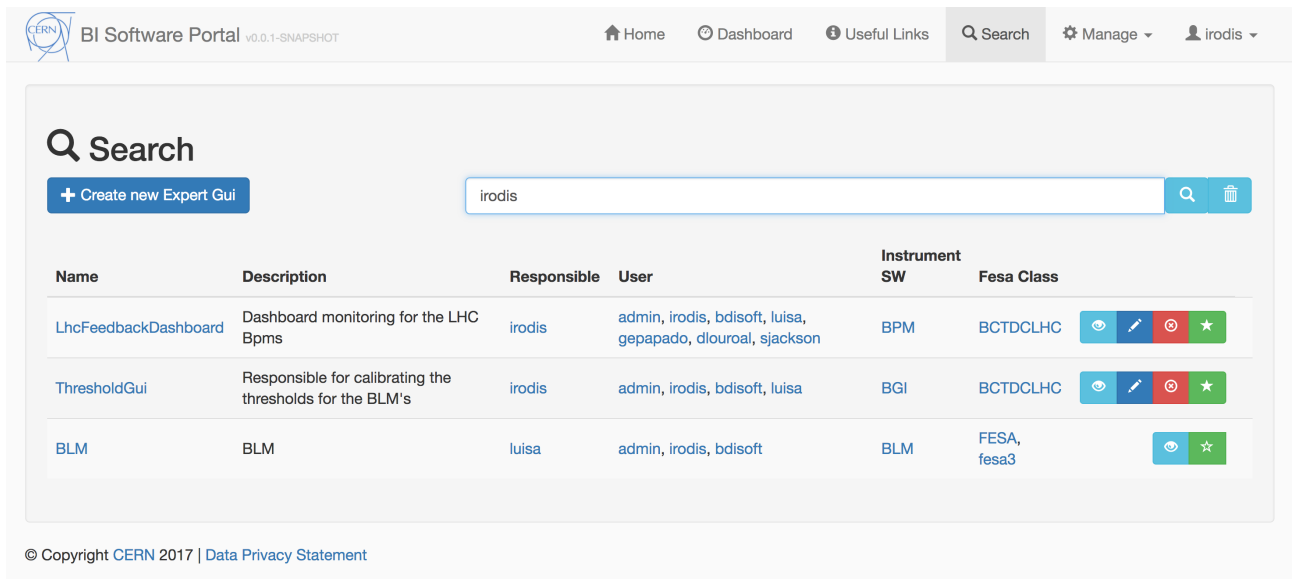 CERN BI Software Portal v0.0.1-SNAPSHOT Home Dashboard Useful Links Search Manage irodis
Search
Create new Expert Gui irodis
Instrument
Name Description Responsible User SW Fesa Class
Dashboard monitoring for the LHC admin, irodis, bdisoft, luisa,
LhcFeedbackDashboard irodis BPM BCTDCLHC
Bpms gepapado, dlouroal, sjackson
Responsible for calibrating the
ThresholdGui irodis admin, irodis, bdisoft, luisa BGI BCTDCLHC
thresholds for the BLM's
FESA,
BLM BLM luisa admin, irodis, bdisoft BLM
fesa3
© Copyright CERN 2017 | Data Privacy Statement